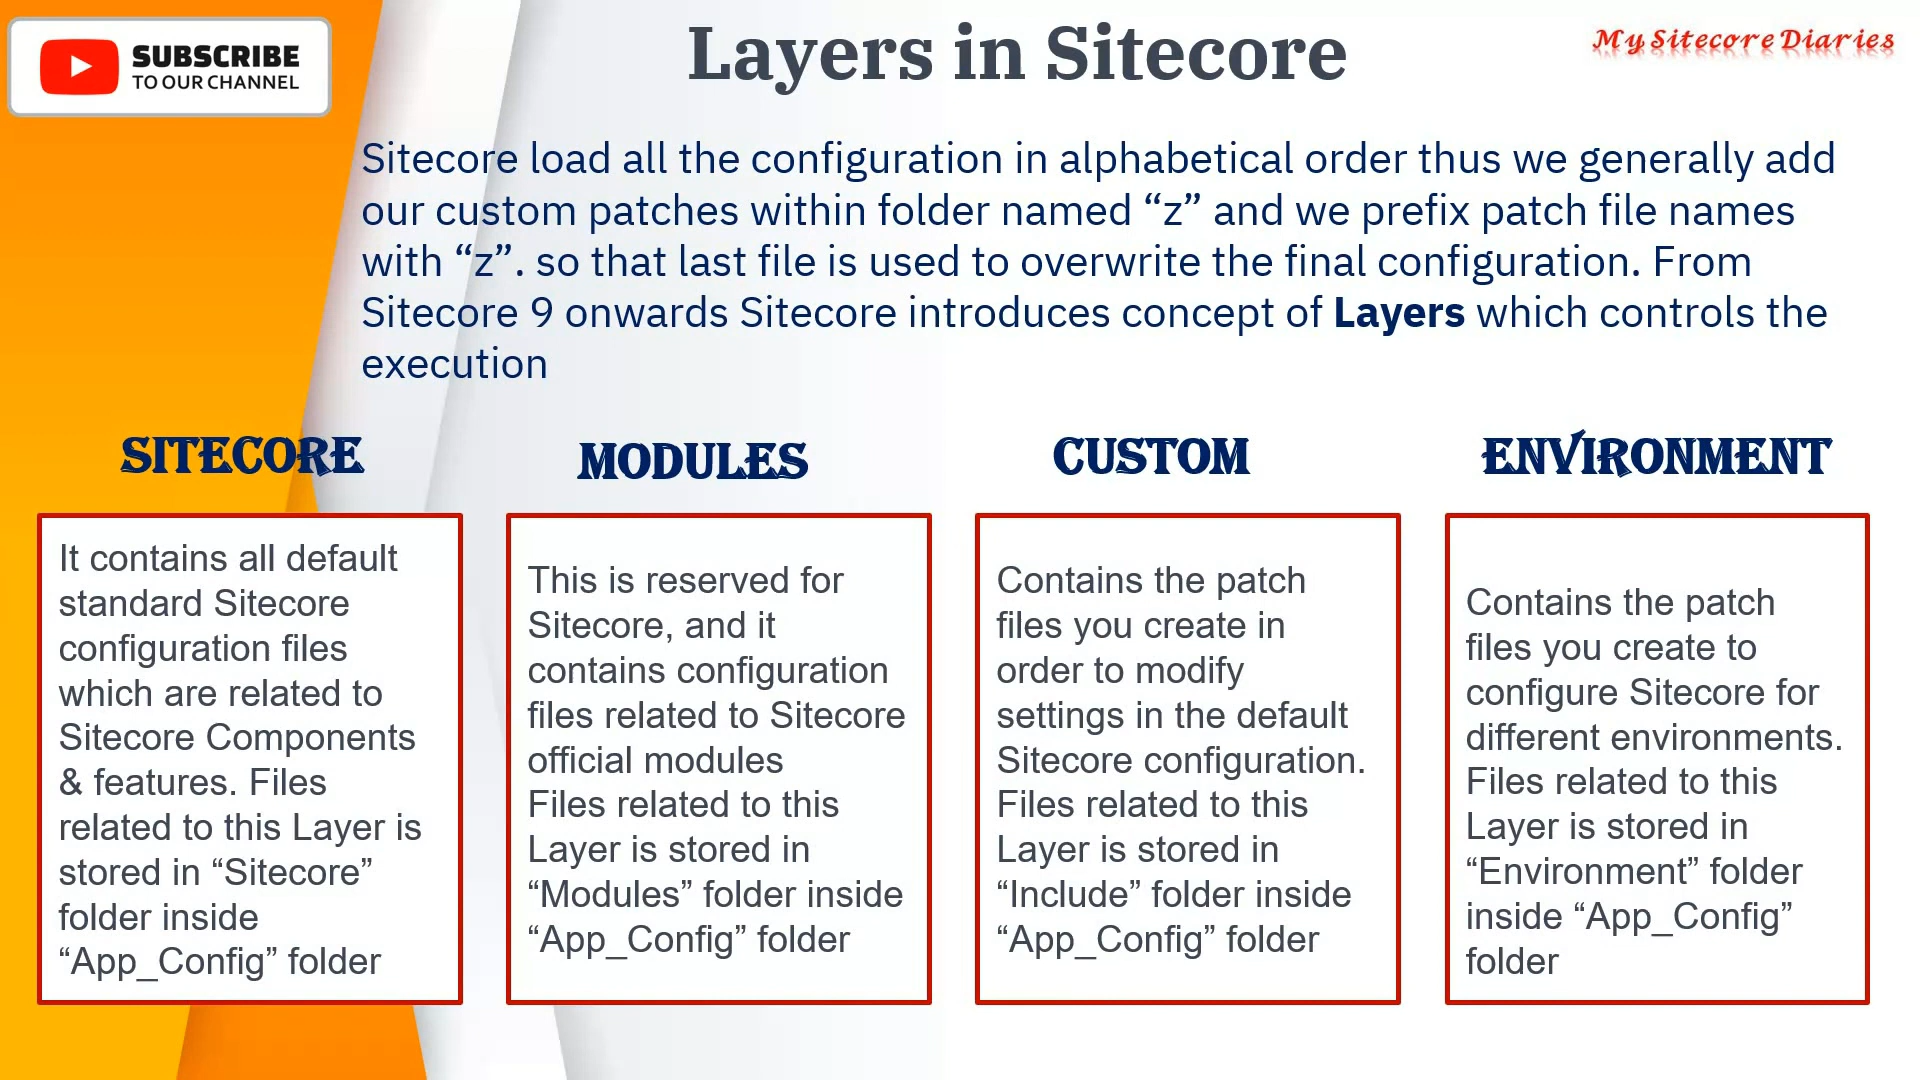 SUBSCRIBE
TO OUR CHANNEL
Layers in Sitecore
My Sitecore Diaries
Sitecore load all the configuration in alphabetical order thus we generally add
our custom patches within folder named “z” and we prefix patch file names
with “z”. so that last file is used to overwrite the final configuration. From
Sitecore 9 onwards Sitecore introduces concept of Layers which controls the
execution
SITECORE
It contains all default
standard Sitecore
configuration files
which are related to
Sitecore Components
& features. Files
related to this Layer is
stored in “Sitecore”
folder inside
“App_Config” folder
MODULES
This is reserved for
Sitecore, and it
contains configuration
files related to Sitecore
official modules
Files related to this
Layer is stored in
“Modules” folder inside
“App_Config” folder
CUSTOM
Contains the patch
files you create in
order to modify
settings in the default
Sitecore configuration.
Files related to this
Layer is stored in
“Include” folder inside
“App_Config” folder
ENVIRONMENT
Contains the patch
files you create to
configure Sitecore for
different environments.
Files related to this
Layer is stored in
“Environment” folder
inside “App_Config”
folder